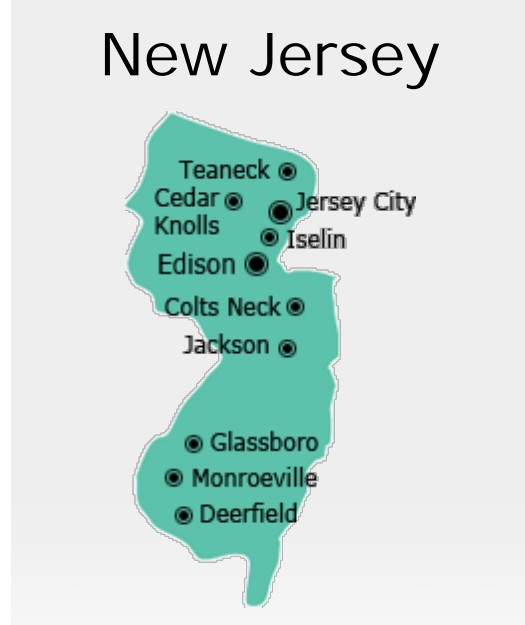 New Jersey
Teaneck
Cedar
Knolls
Jersey City
Iselin
Edison
Colts Neck
Jackson
Glassboro
Monroeville
Deerfield